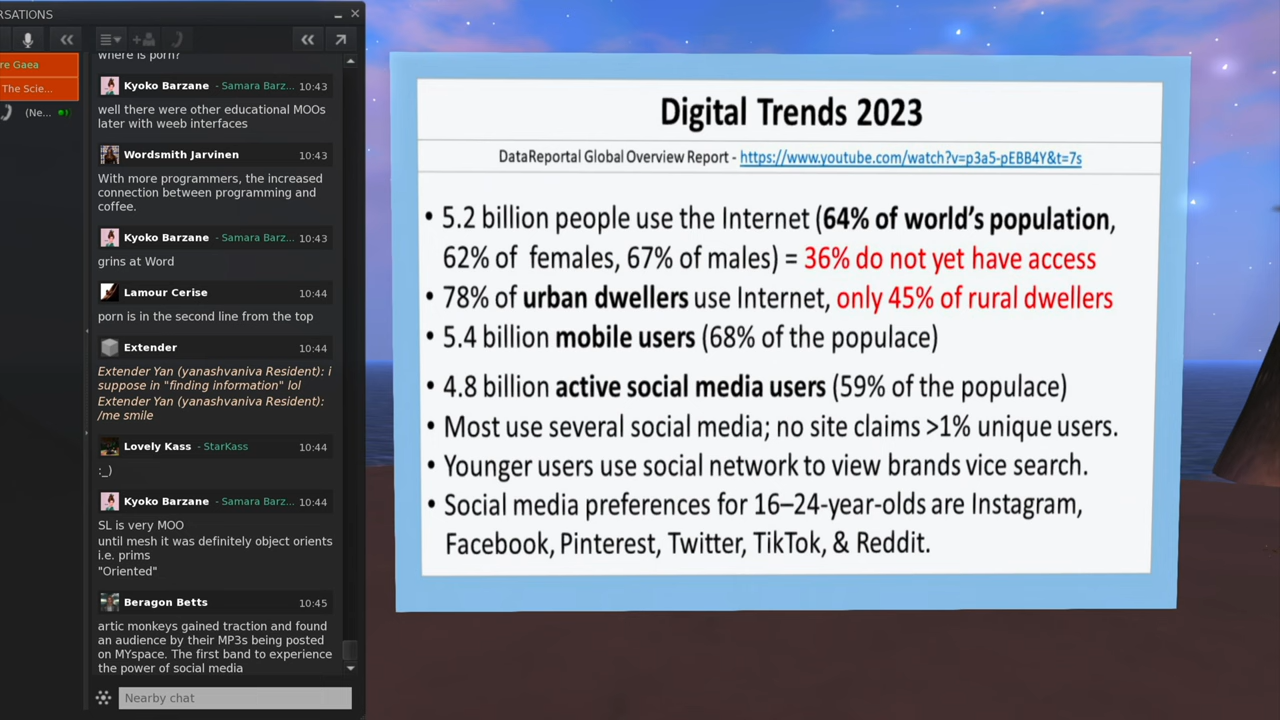 RSATIONS
re Gaea
The Scie...
(Ne...
where is porn?
Kyoko Barzane - Samara Barz... 10:43
well there were other educational MOOs
later with weeb interfaces
Wordsmith Jarvinen 10:43
With more programmers, the increased
connection between programming and
coffee.
Kyoko Barzane - Samara Barz... 10:43
grins at Word
Lamour Cerise 10:44
porn is in the second line from the top
Extender 10:44
Extender Yan (yanashvaniva Resident): i
suppose in "finding information" lol
Extender Yan (yanashvaniva Resident):
/me smile
Lovely Kass - StarKass 10:44
:_)
Kyoko Barzane - Samara Barz... 10:44
SL is very MOO
until mesh it was definitely object orients
i.e. prims
"Oriented"
Beragon Betts 10:45
artic monkeys gained traction and found
an audience by their MP3s being posted
on MYspace. The first band to experience
the power of social media
Nearby chat
Digital Trends 2023
DataReportal Global Overview Report - https://www.youtube.com/watch?v=p3a5-pEBB4Y&t=7s
• 5.2 billion people use the Internet (64% of world's population,
62% of females, 67% of males) = 36% do not yet have access
• 78% of urban dwellers use Internet, only 45% of rural dwellers
• 5.4 billion mobile users (68% of the populace)
• 4.8 billion active social media users (59% of the populace)
• Most use several social media; no site claims >1% unique users.
• Younger users use social network to view brands vice search.
• Social media preferences for 16–24-year-olds are Instagram,
Facebook, Pinterest, Twitter, TikTok, & Reddit.